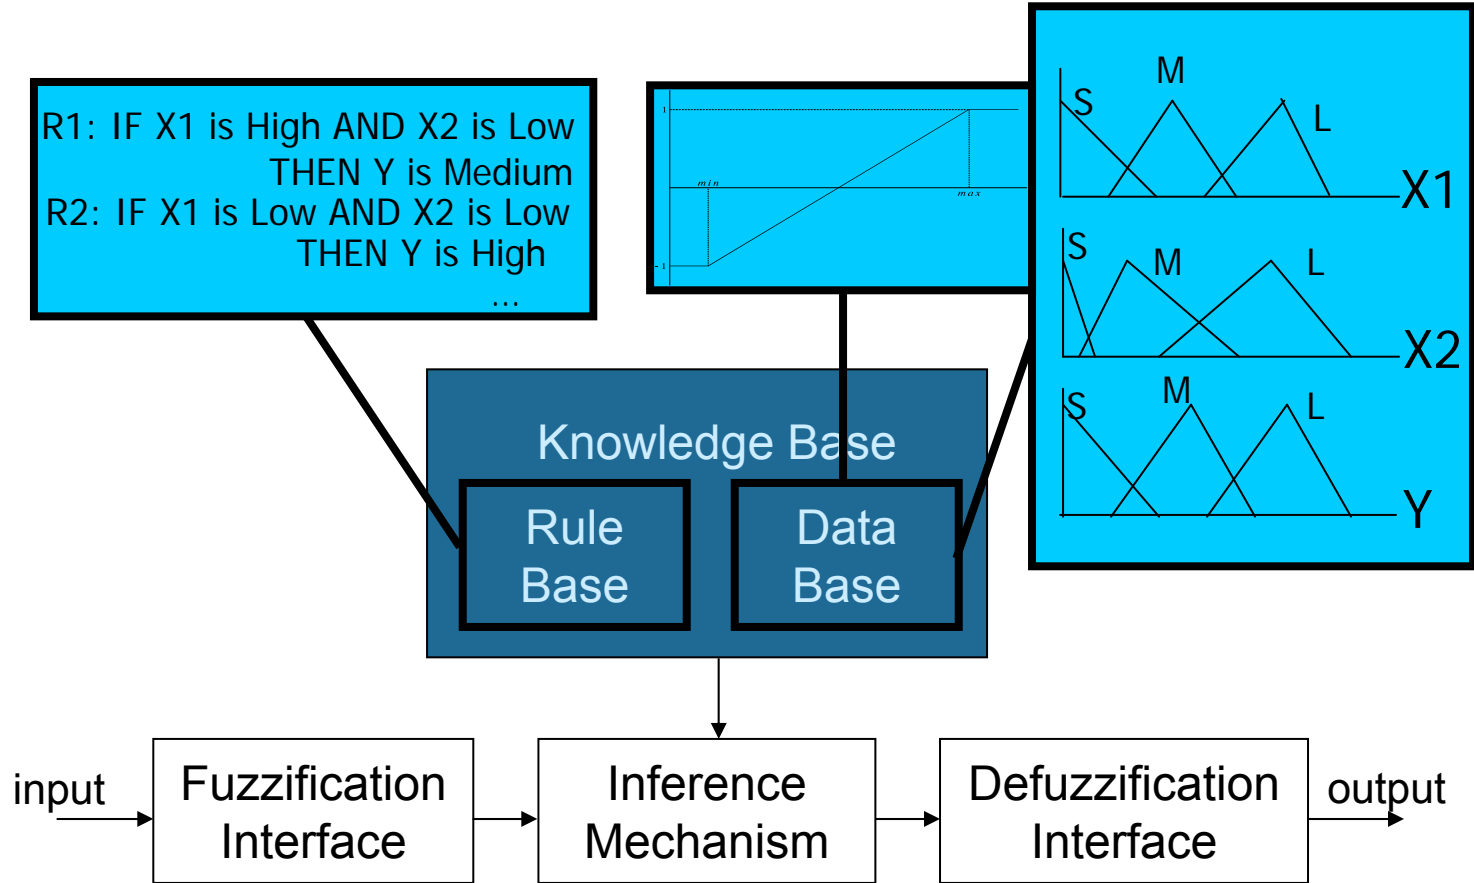 R1: IF X1 is High AND X2 is Low
THEN Y is Medium
R2: IF X1 is Low AND X2 is Low
THEN Y is High
...
1
min
max
-1
S
M
L
X1
S
M
L
X2
S
M
L
Y
Knowledge Base
Rule
Base
Data
Base
input
Fuzzification
Interface
Inference
Mechanism
Defuzzification
Interface
output